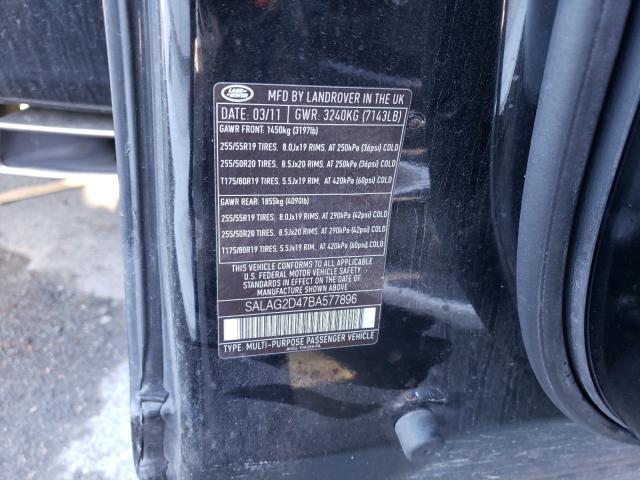 LAND ROVER
MFD BY LANDROVER IN THE UK
DATE: 03/11 GWR: 3240KG (7143LB)
GAWR FRONT: 1450kg (3197lb)
255/55R19 TIRES, 8.0Jx19 RIMS, AT 250kPA (36psi) COLD
255/50R20 TIRES, 8.5Jx20 RIMS, AT 250kPA (36psi) COLD
T175/80R19 TIRES, 5.5Jx19 RIM, AT 420kPA (60psi) COLD
GAWR REAR: 1855kg (4090lb)
255/55R19 TIRES, 8.0Jx19 RIMS, AT 290kPA (42psi) COLD
255/50R20 TIRES, 8.5Jx20 RIMS, AT 290kPA (42psi) COLD
T175/80R19 TIRES, 5.5Jx19 RIM, AT 420kPA (60psi) COLD
THIS VEHICLE CONFORMS TO ALL APPLICABLE
U.S. FEDERAL MOTOR VEHICLE SAFETY
STANDARDS IN EFFECT ON THE DATE OF
MANUFACTURE SHOWN ABOVE
SALAG2D47BA577896
TYPE: MULTI-PURPOSE PASSENGER VEHICLE